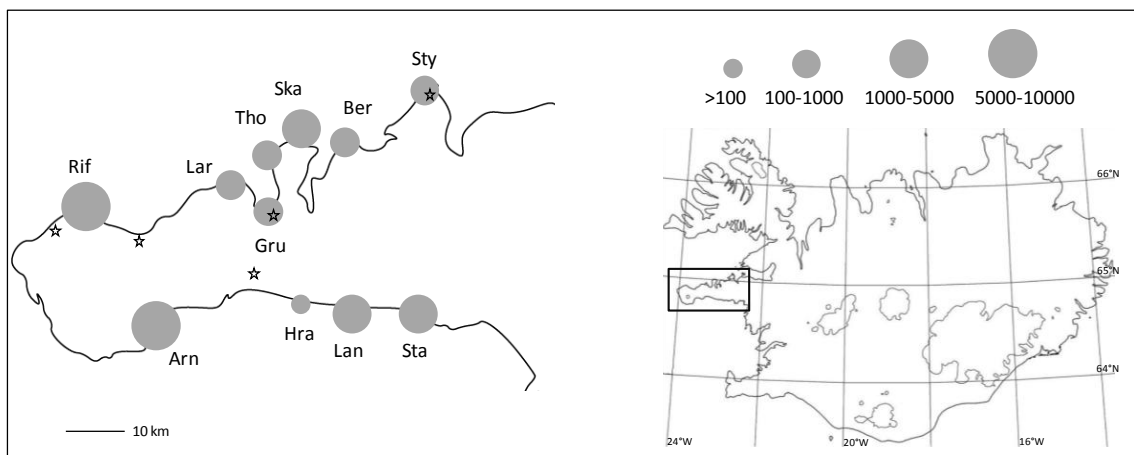 Sty
Ska
Tho
Ber
Rif
Lar
Gru
Arn
Hra
Lan
Sta
10 km
>100
100-1000
1000-5000
5000-10000
66°N
65°N
64°N
24°W
20°W
16°W